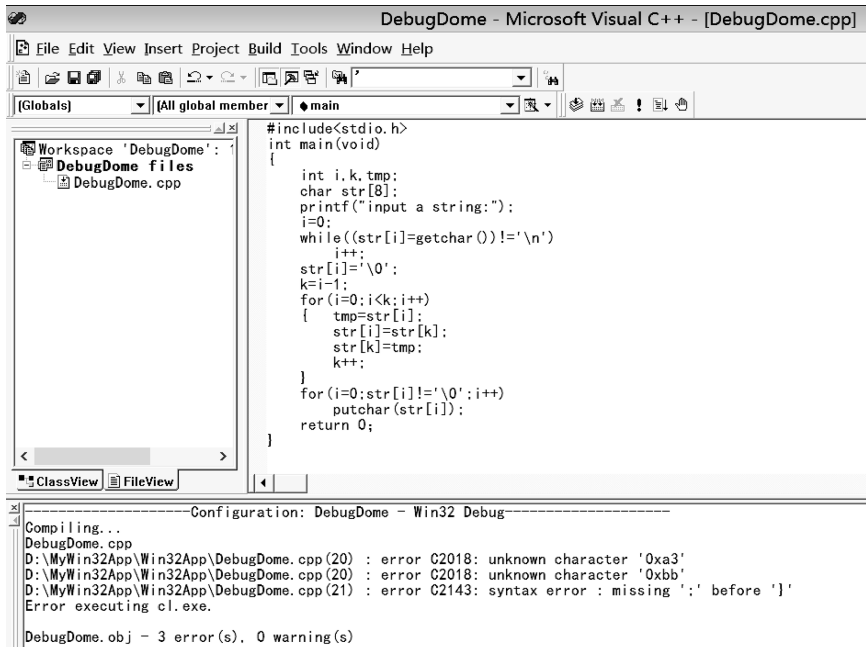 DebugDome - Microsoft Visual C++ - [DebugDome.cpp]
File Edit View Insert Project Build Tools Window Help
'
(Globals) (All global member main
Workspace 'DebugDome': 1
DebugDome files
DebugDome.cpp
#include<stdio.h>
int main(void)
{
int i,k,tmp;
char str[8];
printf("input a string:");
i=0;
while((str[i]=getchar())!='\n')
i++;
str[i]='\0';
k=i-1;
for(i=0;i<k;i++)
{ tmp=str[i];
str[i]=str[k];
str[k]=tmp;
k++;
}
for(i=0;str[i]!='\0';i++)
putchar(str[i]);
return 0；
}
ClassView FileView
--------------------Configuration: DebugDome - Win32 Debug--------------------
Compiling...
DebugDome.cpp
D:\MyWin32App\Win32App\DebugDome.cpp(20) : error C2018: unknown character '0xa3'
D:\MyWin32App\Win32App\DebugDome.cpp(20) : error C2018: unknown character '0xbb'
D:\MyWin32App\Win32App\DebugDome.cpp(21) : error C2143: syntax error : missing ';' before '}'
Error executing cl.exe.
DebugDome.obj - 3 error(s), 0 warning(s)